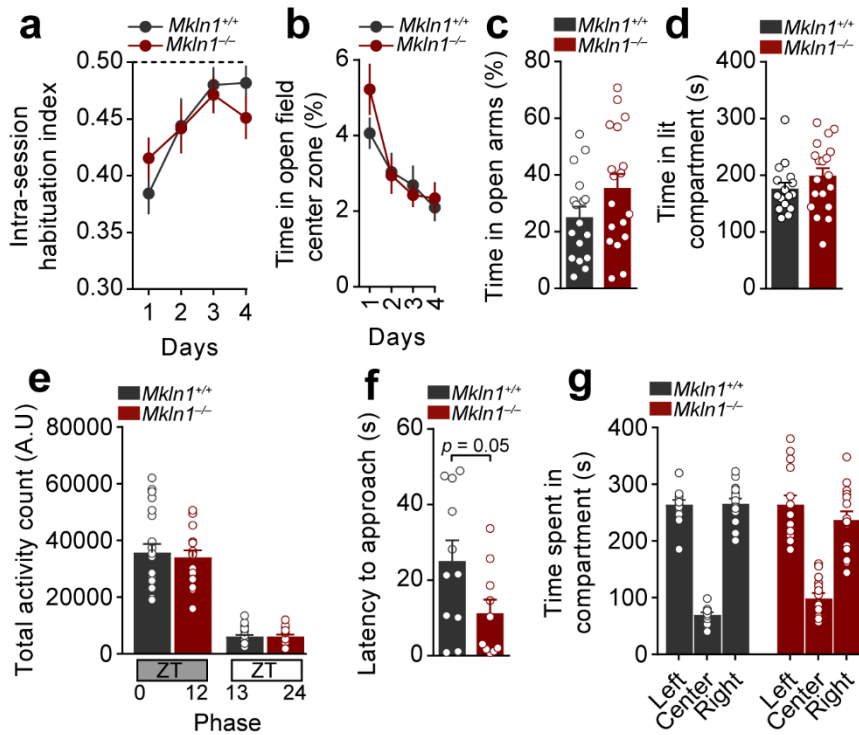 a
Mkln1+/+
Mkln1−/−
Intra-session
habituation index
0.50
0.45
0.40
0.35
0.30
1 2 3 4
Days
b
Mkln1+/+
Mkln1−/−
Time in open field
center zone (%)
6
4
2
0
1 2 3 4
Days
c
Mkln1+/+
Mkln1−/−
Time in open arms (%)
80
60
40
20
0
d
Mkln1+/+
Mkln1−/−
Time in lit
compartment (s)
400
300
200
100
0
e
Mkln1+/+
Mkln1−/−
Total activity count (A.U)
80000
60000
40000
20000
0
ZT ZT
0 12 13 24
Phase
f
Mkln1+/+
Mkln1−/−
Latency to approach (s)
60
40
20
0
p = 0.05
g
Mkln1+/+
Mkln1−/−
Time spent in
compartment (s)
400
300
200
100
0
Left
Center
Right
Left
Center
Right